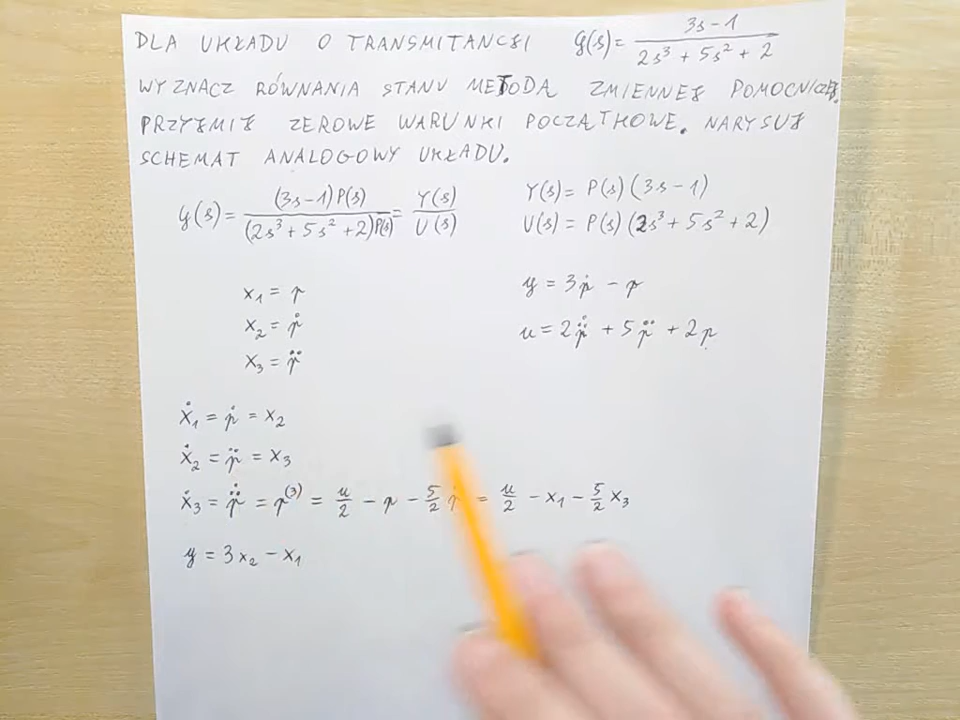 DLA UKŁADU O TRANSMITANCJI G(s) = (3s-1)/(2s³ + 5s² + 2)
WYZNACZ RÓWNANIA STANU METODĄ ZMIENNEJ POMOCNICZEJ.
PRZYJMIJ ZEROWE WARUNKI POCZĄTKOWE. NARYSUJ
SCHEMAT ANALOGOWY UKŁADU.
G(s) = (3s-1)P(s)/((2s³+5s²+2)P(s)) = Y(s)/U(s)
Y(s) = P(s)(3s-1)
U(s) = P(s)(2s³ + 5s² + 2)
x₁ = p
x₂ = ṗ
x₃ = p̈
y = 3ṗ - p
u = 2p⃛ + 5p̈ + 2p
ẋ₁ = ṗ = x₂
ẋ₂ = p̈ = x₃
ẋ₃ = p⃛ = p⁽³⁾ = u/2 - p - 5/2 = u/2 - x₁ - 5/2 x₃
y = 3x₂ - x₁